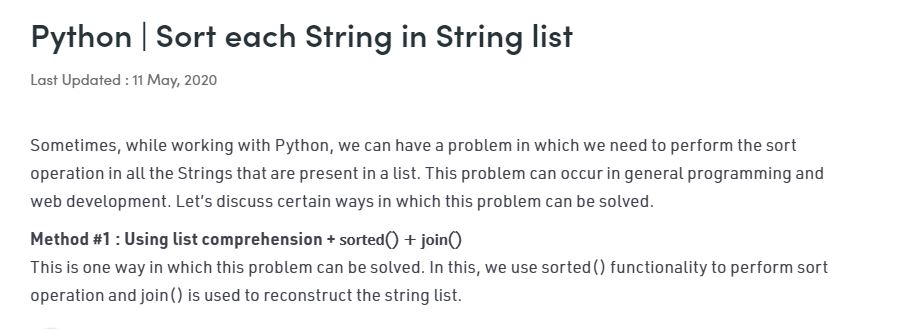 Python | Sort each String in String list
Last Updated : 11 May, 2020
Sometimes, while working with Python, we can have a problem in which we need to perform the sort
operation in all the Strings that are present in a list. This problem can occur in general programming and
web development. Let’s discuss certain ways in which this problem can be solved.
Method #1 : Using list comprehension + sorted() + join()
This is one way in which this problem can be solved. In this, we use sorted() functionality to perform sort
operation and join() is used to reconstruct the string list.